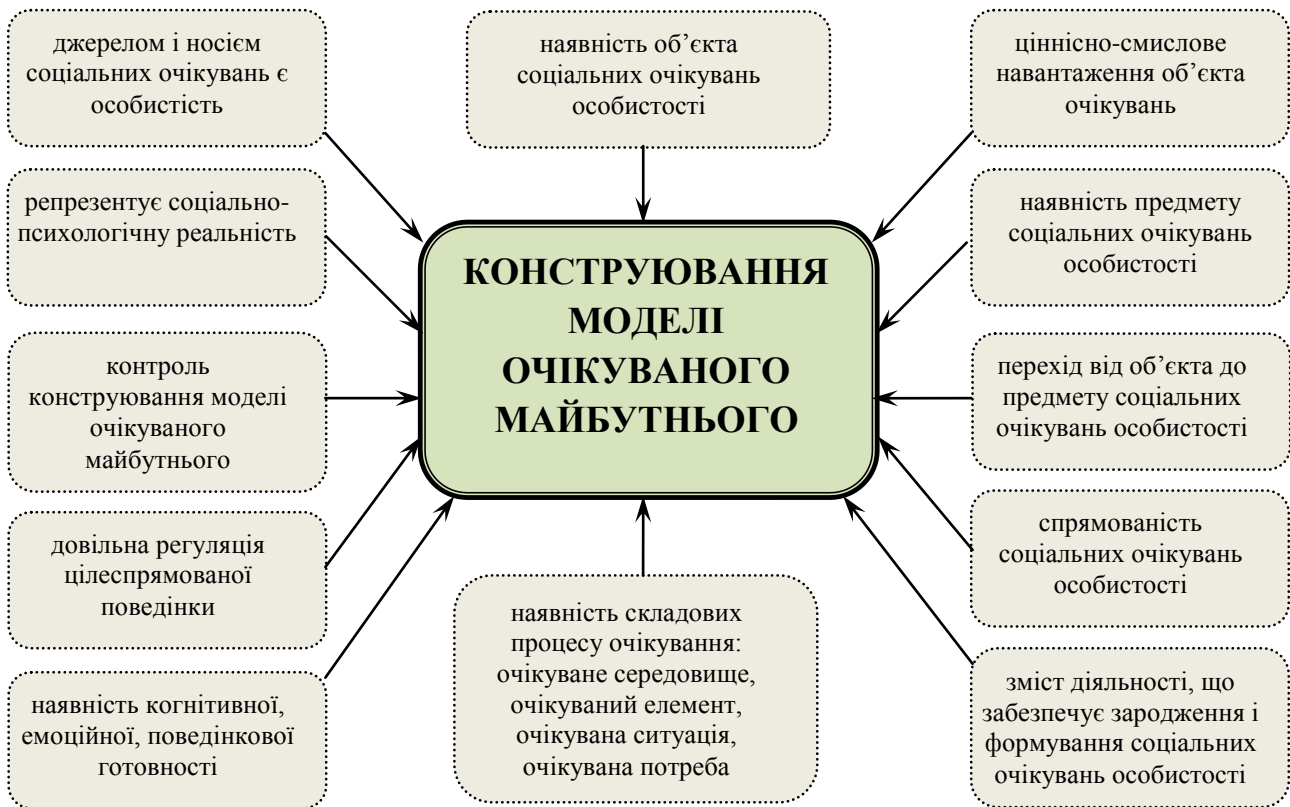 джерелом і носієм
соціальних очікувань є
особистість
наявність об’єкта
соціальних очікувань
особистості
ціннісно-смислове
навантаження об’єкта
очікувань
репрезентує соціально-
психологічну реальність
наявність предмету
соціальних очікувань
особистості
КОНСТРУЮВАННЯ
МОДЕЛІ
ОЧІКУВАНОГО
МАЙБУТНЬОГО
контроль
конструювання моделі
очікуваного
майбутнього
перехід від об’єкта до
предмету соціальних
очікувань особистості
довільна регуляція
цілеспрямованої
поведінки
спрямованість
соціальних очікувань
особистості
наявність когнітивної,
емоційної, поведінкової
готовності
наявність складових
процесу очікування:
очікуване середовище,
очікуваний елемент,
очікувана ситуація,
очікувана потреба
зміст діяльності, що
забезпечує зародження і
формування соціальних
очікувань особистості